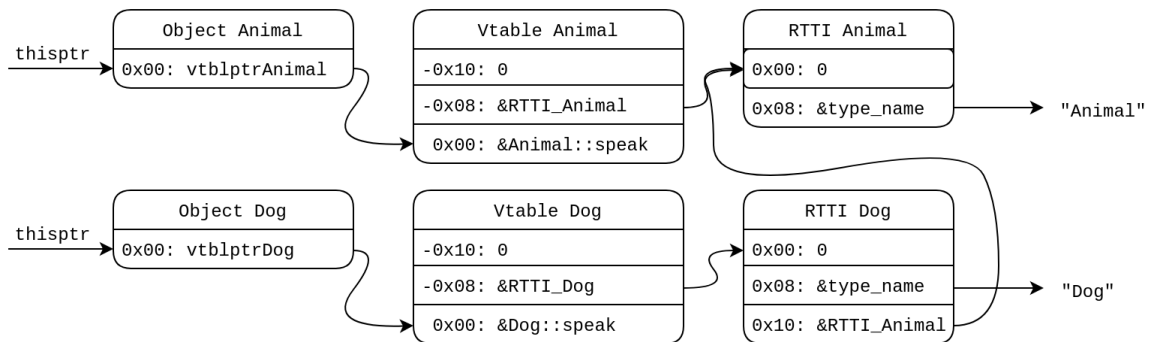 Object Animal
Vtable Animal
RTTI Animal
thisptr
0x00: vtblptrAnimal
-0x10: 0
0x00: 0
-0x08: &RTTI_Animal
0x08: &type_name
"Animal"
0x00: &Animal::speak
Object Dog
Vtable Dog
RTTI Dog
thisptr
0x00: vtblptrDog
-0x10: 0
0x00: 0
-0x08: &RTTI_Dog
0x08: &type_name
"Dog"
0x00: &Dog::speak
0x10: &RTTI_Animal